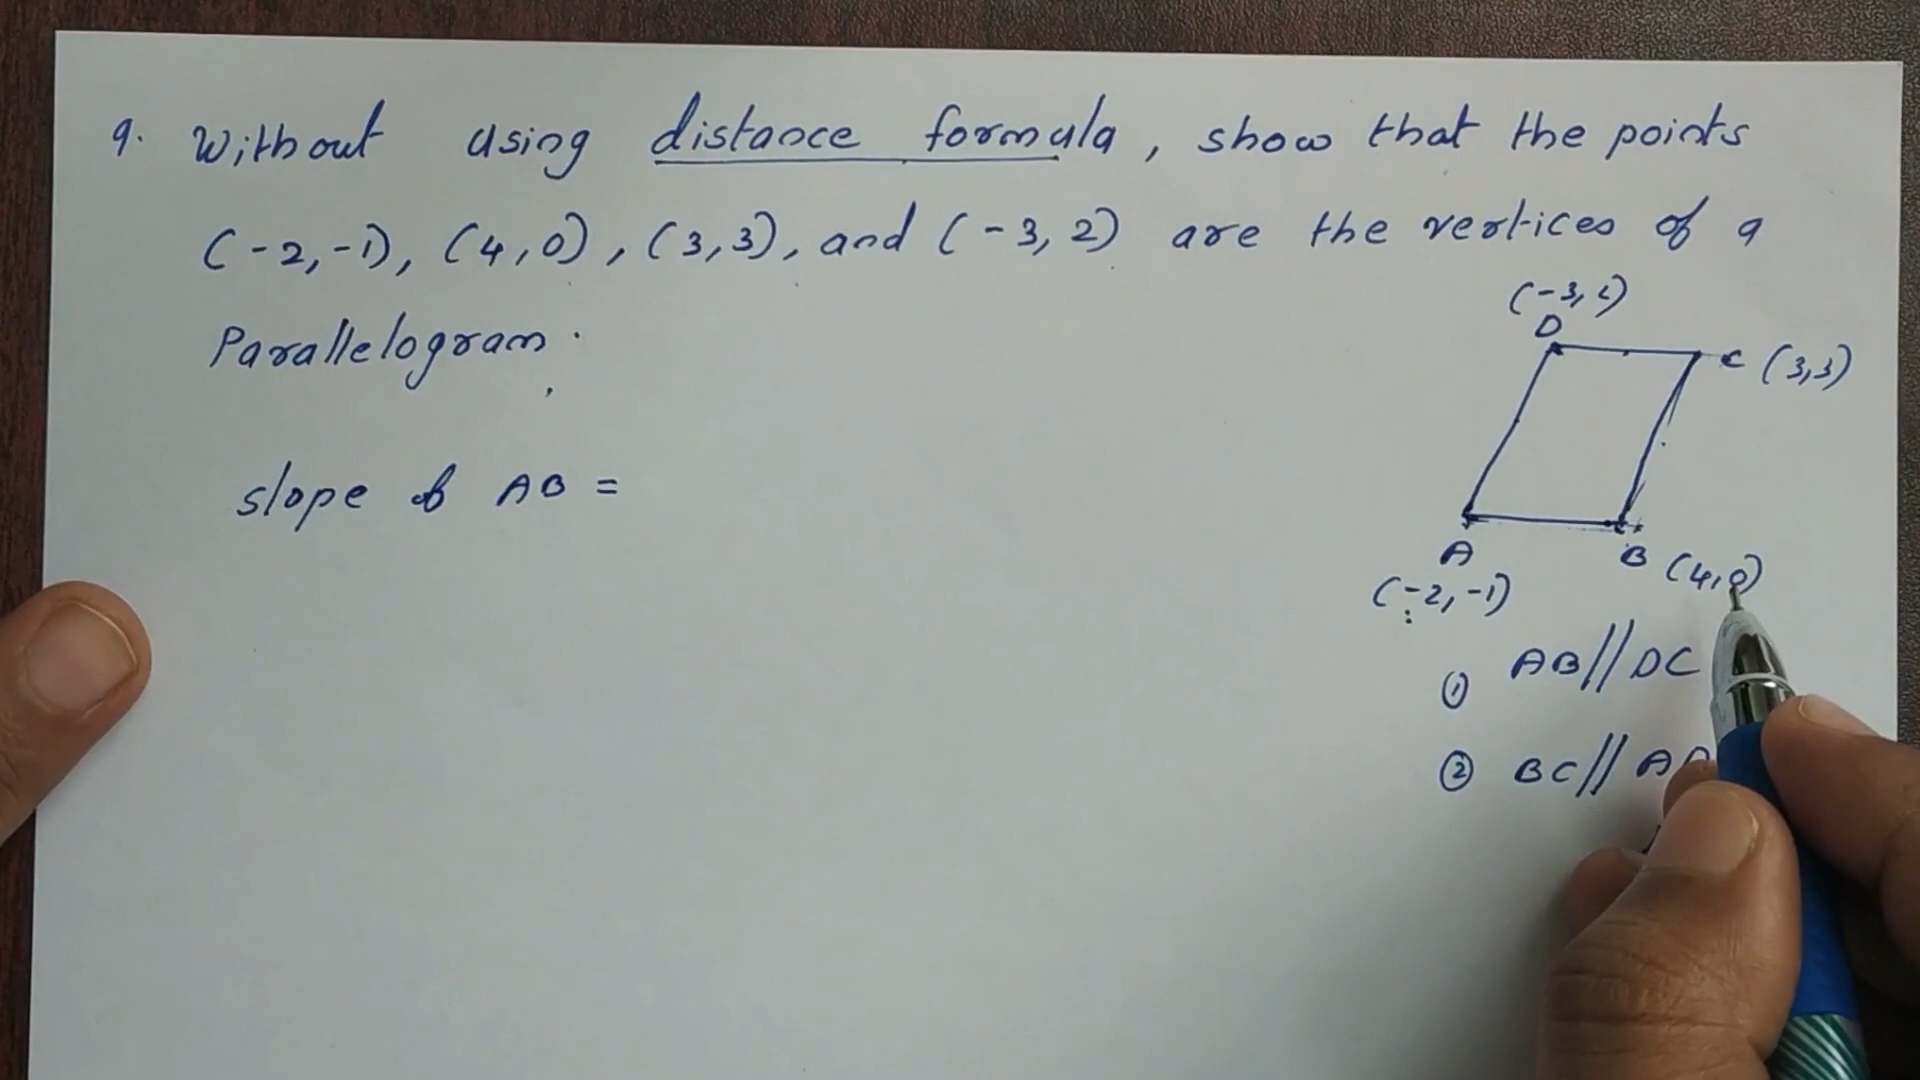 9. Without using distance formula, show that the points
(-2,-1), (4,0), (3,3), and (-3,2) are the vertices of a
Parallelogram.
(-3,2)
D
C (3,3)
slope of AB =
A
B (4,0)
(-2,-1)
① AB//DC
② BC//